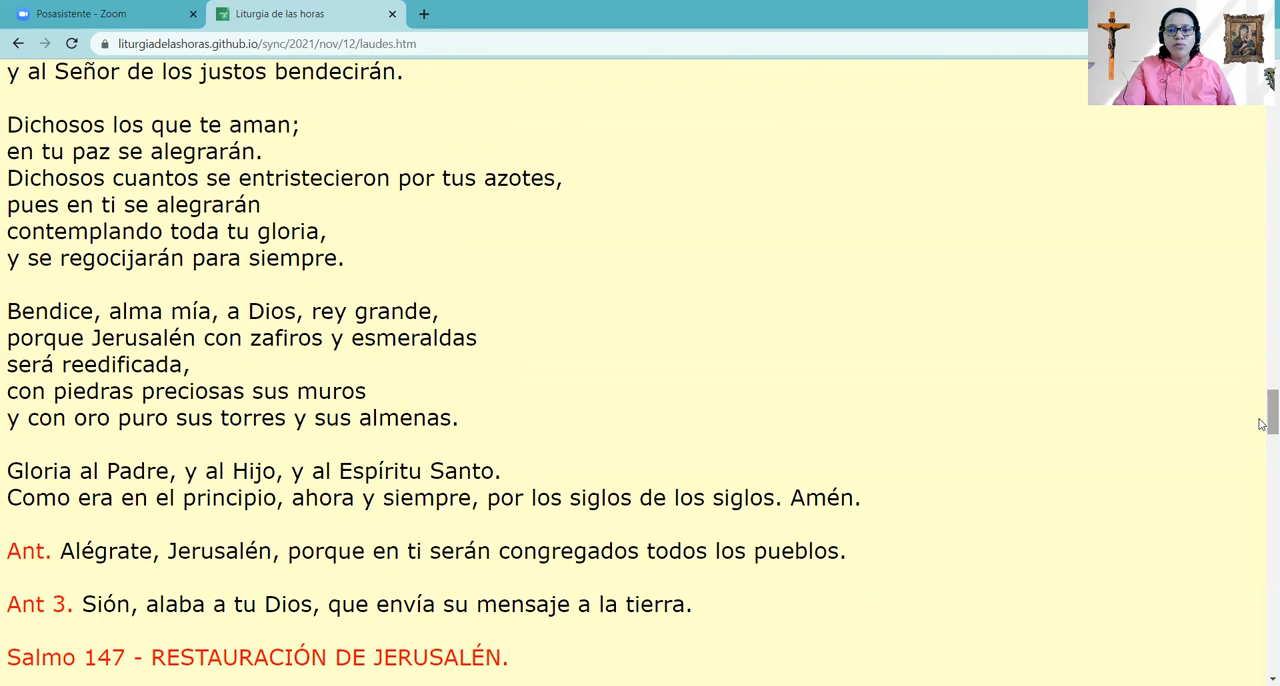 Posasistente - Zoom
Liturgia de las horas
liturgiadelashoras.github.io/sync/2021/nov/12/laudes.htm
y al Señor de los justos bendecirán.
Dichosos los que te aman;
en tu paz se alegrarán.
Dichosos cuantos se entristecieron por tus azotes,
pues en ti se alegrarán
contemplando toda tu gloria,
y se regocijarán para siempre.
Bendice, alma mía, a Dios, rey grande,
porque Jerusalén con zafiros y esmeraldas
será reedificada,
con piedras preciosas sus muros
y con oro puro sus torres y sus almenas.
Gloria al Padre, y al Hijo, y al Espíritu Santo.
Como era en el principio, ahora y siempre, por los siglos de los siglos. Amén.
Ant. Alégrate, Jerusalén, porque en ti serán congregados todos los pueblos.
Ant 3. Sión, alaba a tu Dios, que envía su mensaje a la tierra.
Salmo 147 - RESTAURACIÓN DE JERUSALÉN.